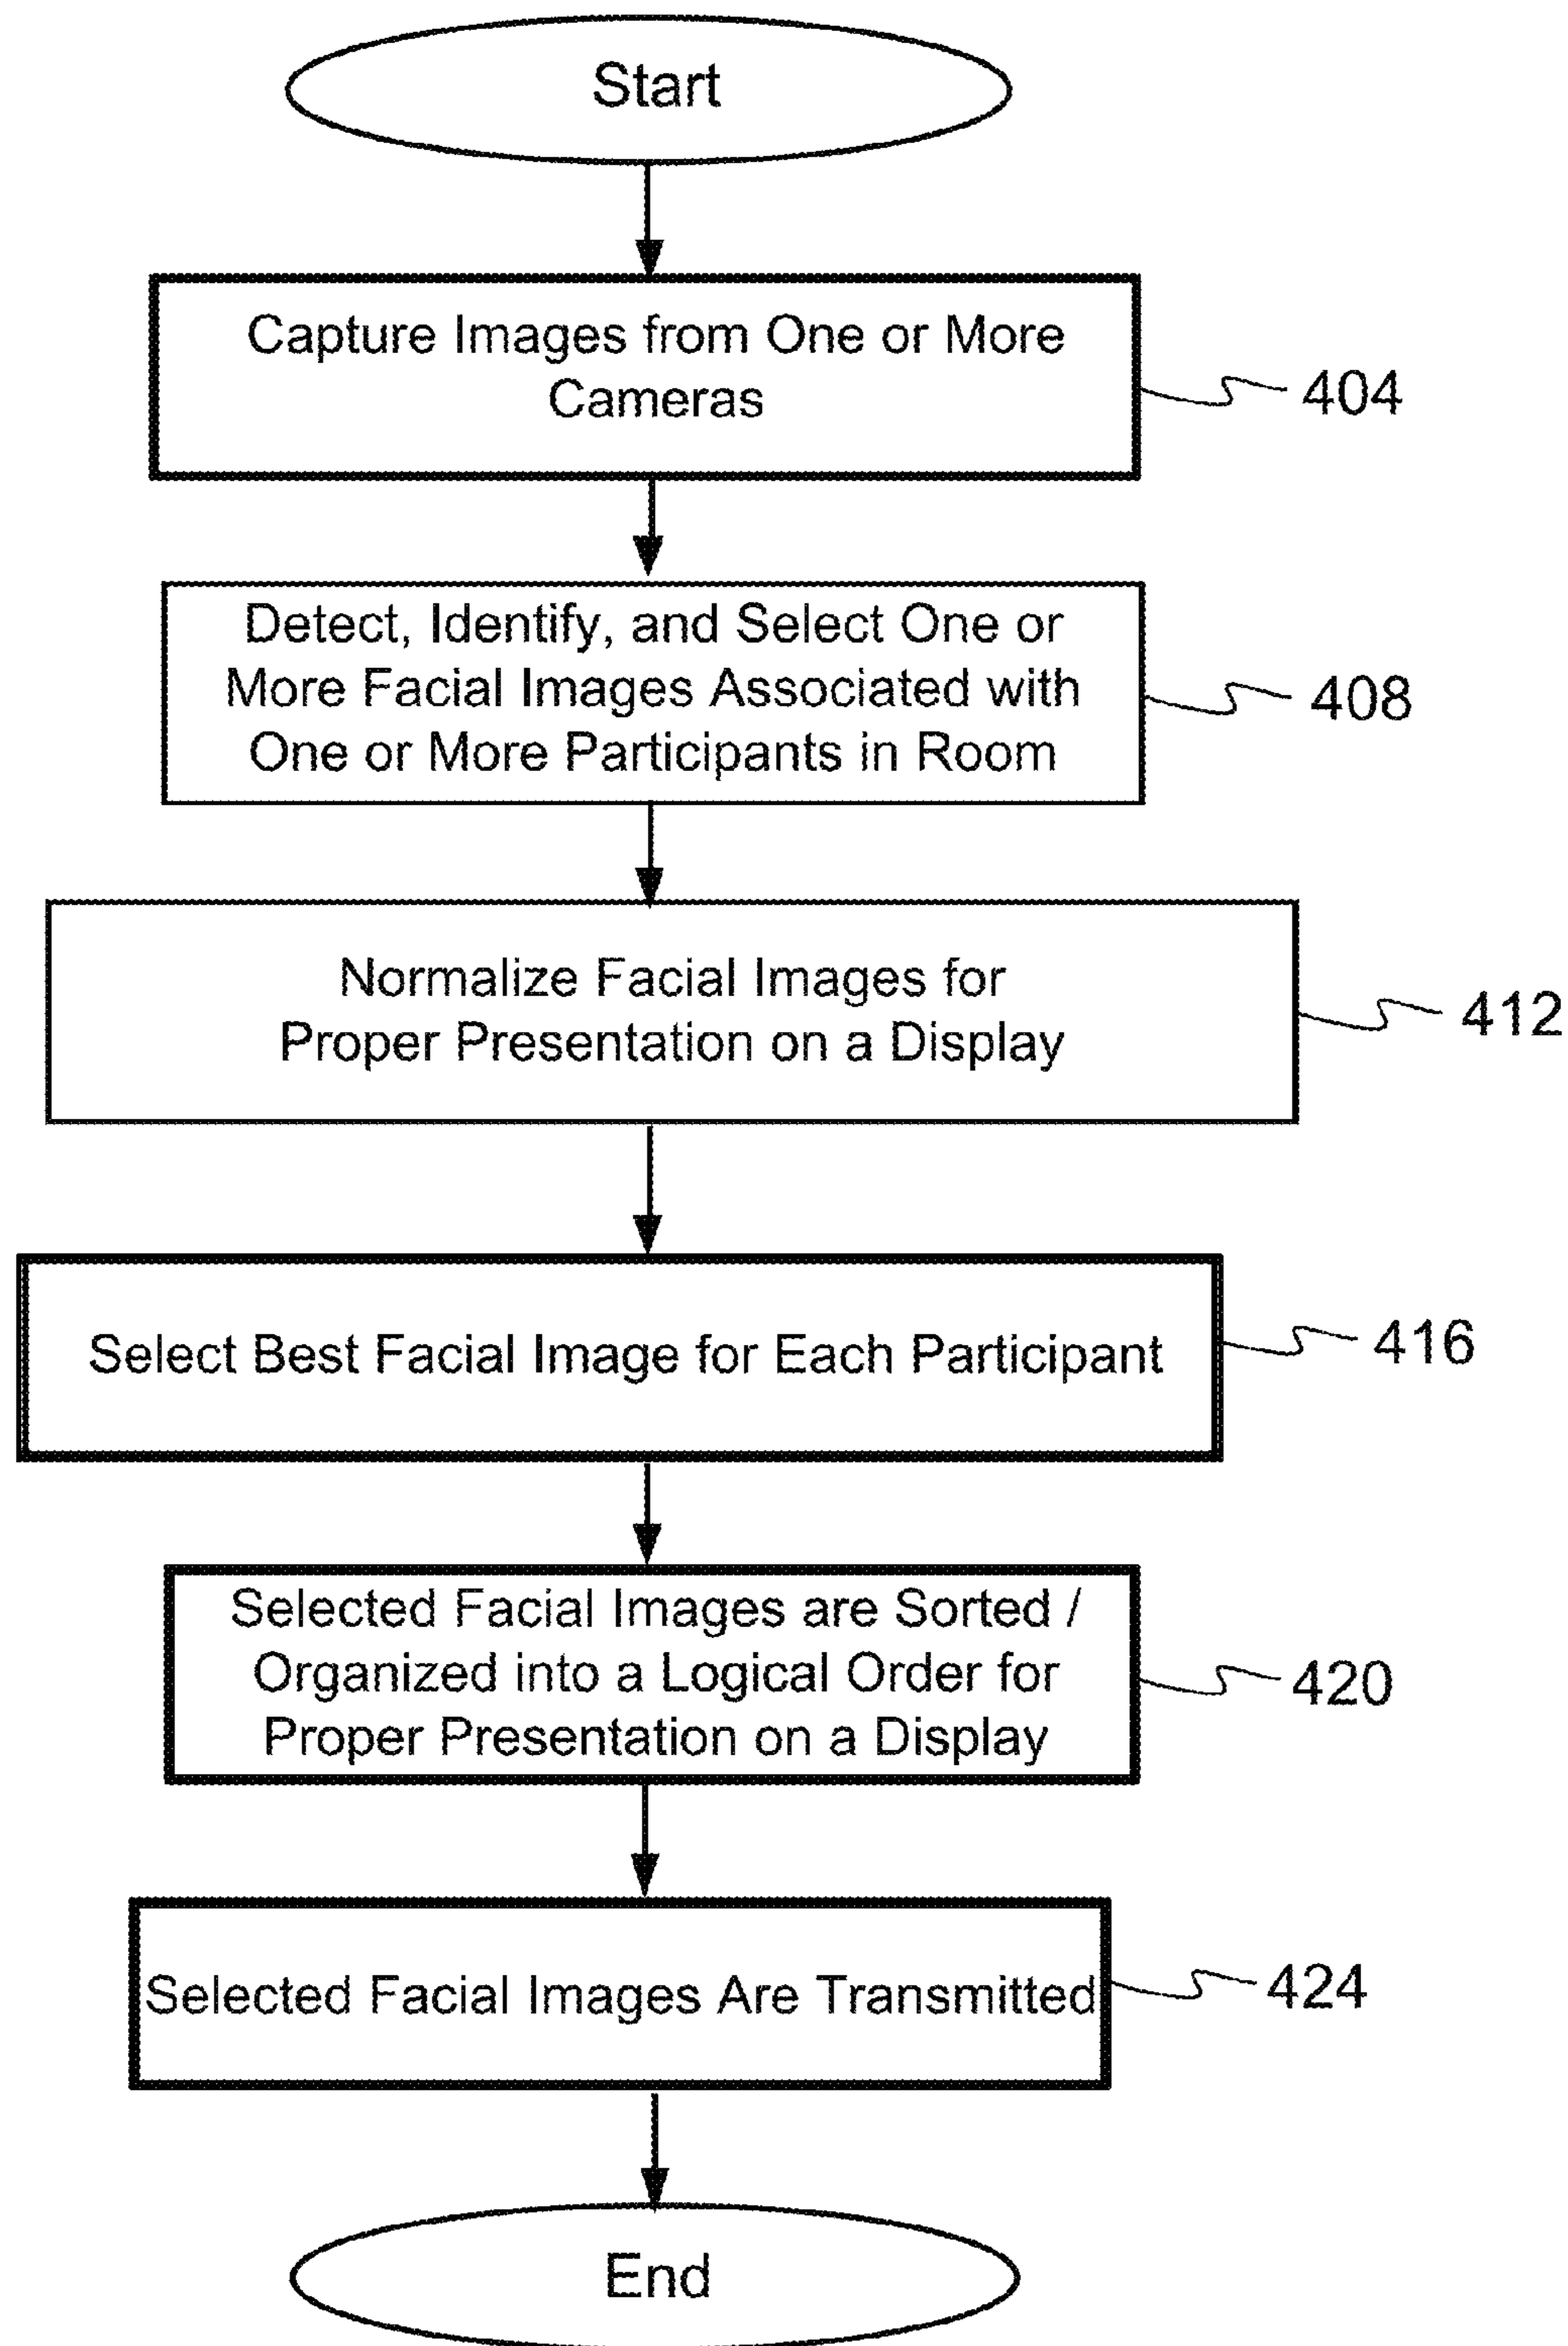 Start
Capture Images from One or More
Cameras
404
Detect, Identify, and Select One or
More Facial Images Associated with
One or More Participants in Room
408
Normalize Facial Images for
Proper Presentation on a Display
412
Select Best Facial Image for Each Participant
416
Selected Facial Images are Sorted /
Organized into a Logical Order for
Proper Presentation on a Display
420
Selected Facial Images Are Transmitted
424
End